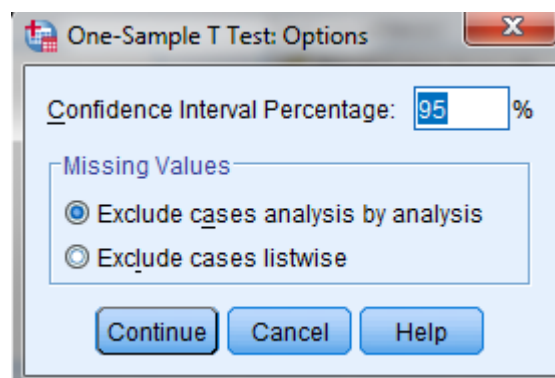 One-Sample T Test: Options
Confidence Interval Percentage: 95 %
Missing Values
Exclude cases analysis by analysis
Exclude cases listwise
Continue Cancel Help